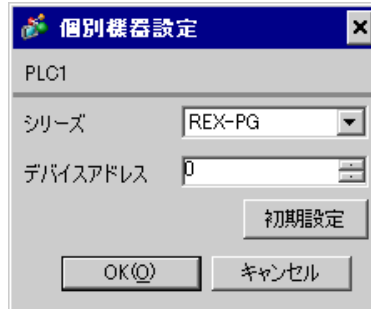 個別機器設定
PLC1
シリーズ REX-PG
デバイスアドレス 0
初期設定
OK(O) キャンセル